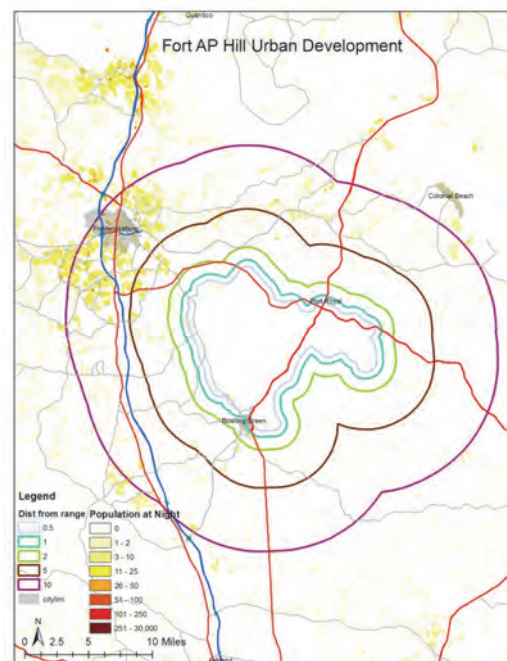 Quantico
Fort AP Hill Urban Development
Colonial Beach
Fredericksburg
Port Royal
Bowling Green
Legend
Dist from range
0.5
1
2
5
10
citylim
Population at Night
0
1 - 2
3 - 10
11 - 25
26 - 50
51 - 100
101 - 250
251 - 30,000
N
0 2.5 5 10 Miles